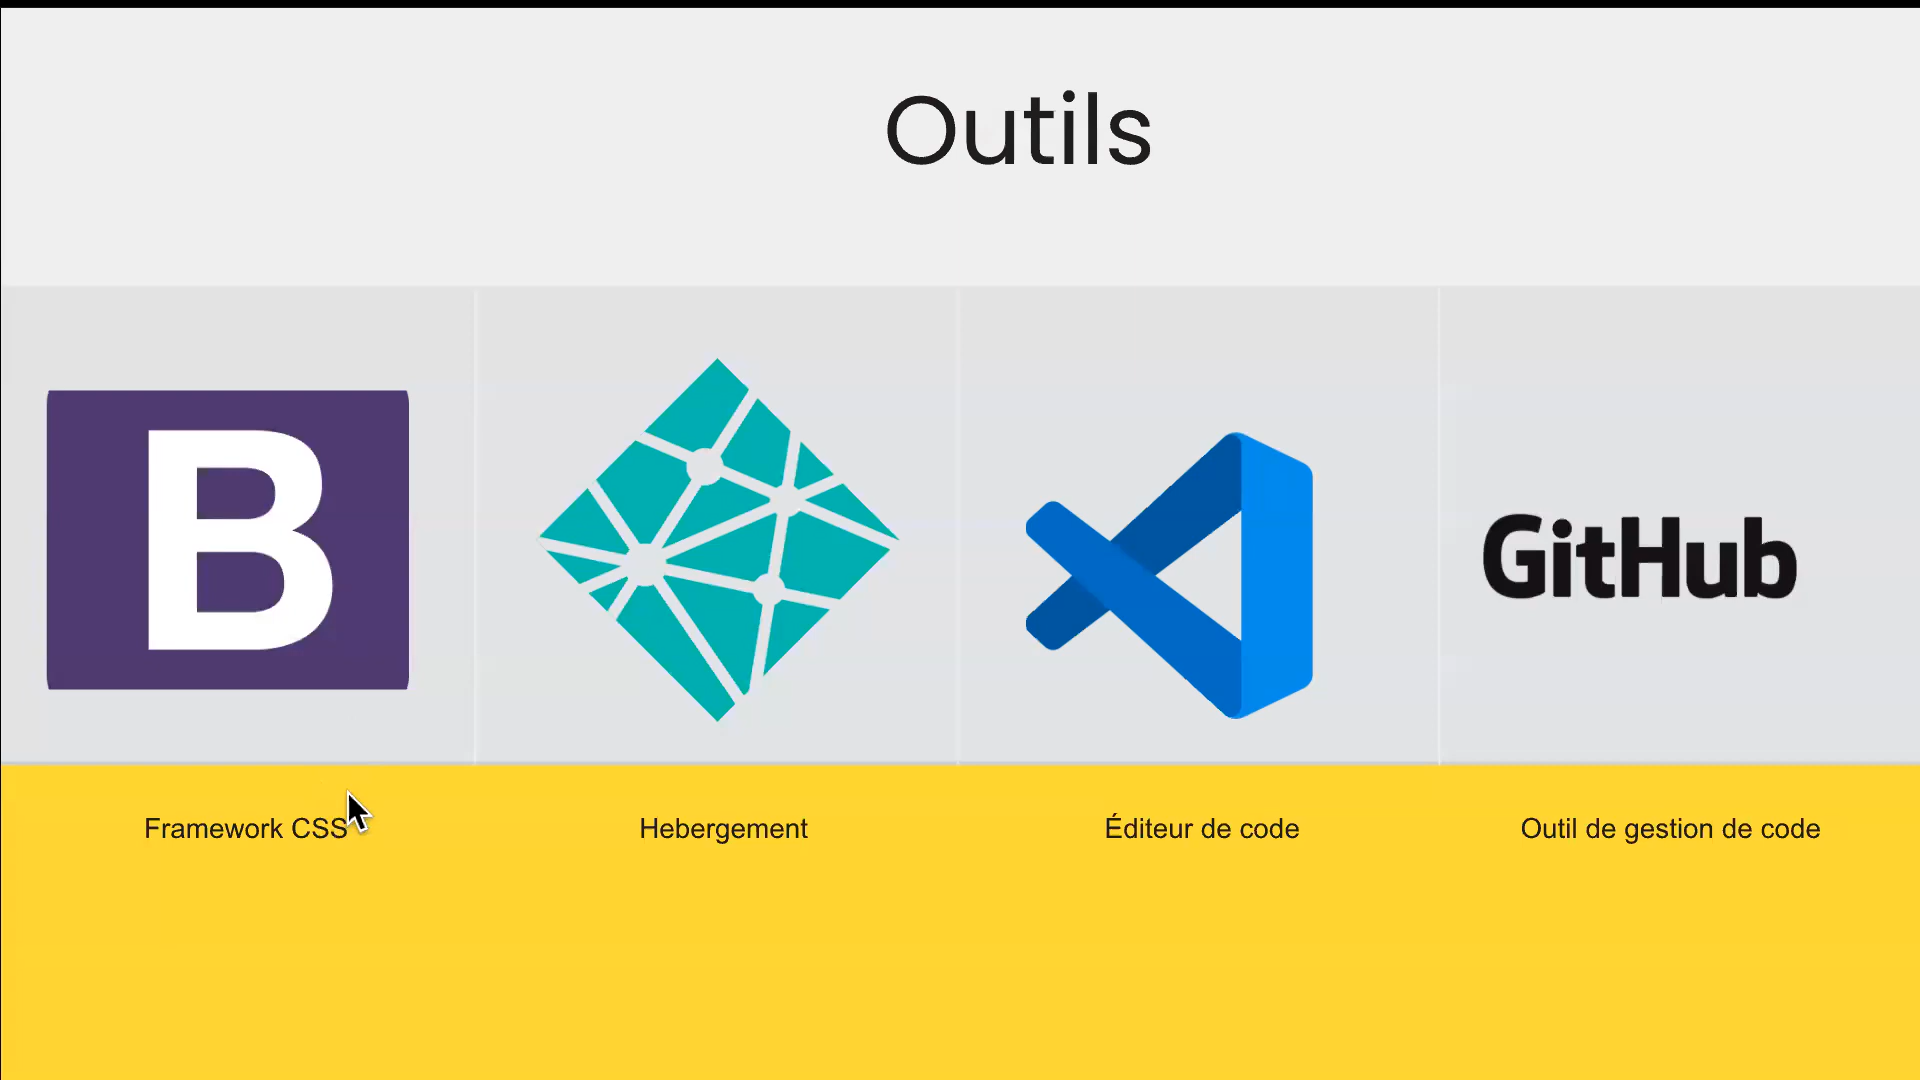 Outils
B
GitHub
Framework CSS
Hebergement
Éditeur de code
Outil de gestion de code